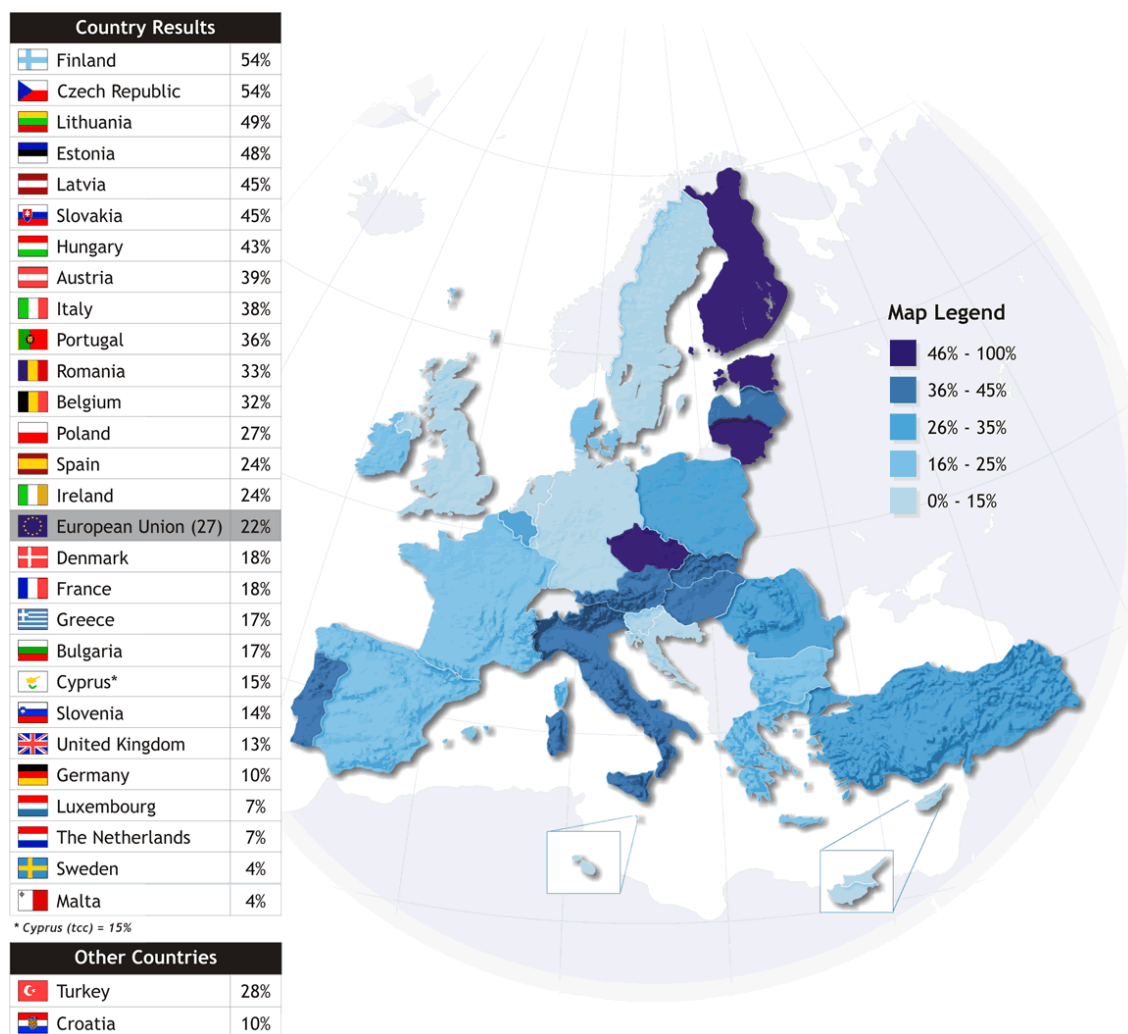 Country Results
Finland 54%
Czech Republic 54%
Lithuania 49%
Estonia 48%
Latvia 45%
Slovakia 45%
Hungary 43%
Austria 39%
Italy 38%
Portugal 36%
Romania 33%
Belgium 32%
Poland 27%
Spain 24%
Ireland 24%
European Union (27) 22%
Denmark 18%
France 18%
Greece 17%
Bulgaria 17%
Cyprus* 15%
Slovenia 14%
United Kingdom 13%
Germany 10%
Luxembourg 7%
The Netherlands 7%
Sweden 4%
Malta 4%
* Cyprus (tcc) = 15%
Other Countries
Turkey 28%
Croatia 10%
Map Legend
46% - 100%
36% - 45%
26% - 35%
16% - 25%
0% - 15%